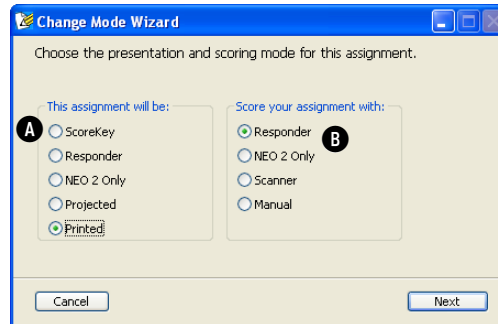 Change Mode Wizard
Choose the presentation and scoring mode for this assignment.
This assignment will be:
A
ScoreKey
Responder
NEO 2 Only
Projected
Printed
Score your assignment with:
Responder
B
NEO 2 Only
Scanner
Manual
Cancel
Next